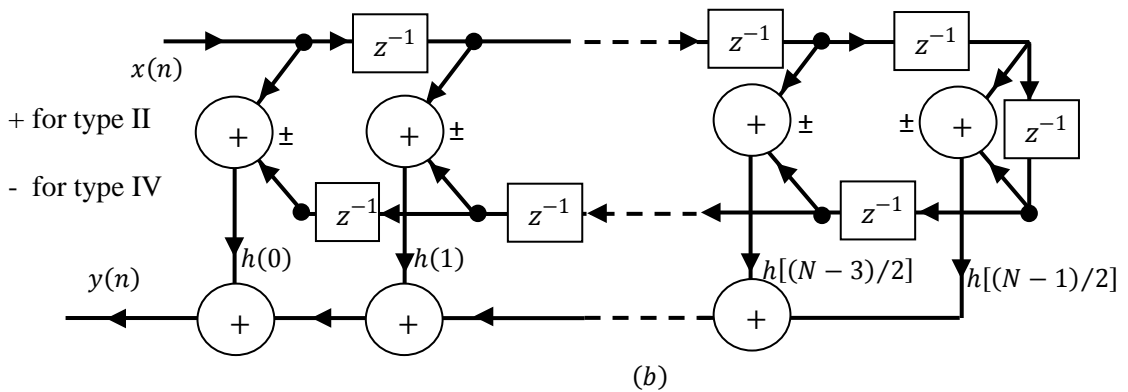 z⁻¹ z⁻¹ z⁻¹
x(n)
+ for type II
+ ± + ± + ± ± + z⁻¹
- for type IV
z⁻¹ z⁻¹ z⁻¹
h(0) h(1) h[(N − 3)/2] h[(N − 1)/2]
y(n)
+ + +
(b)